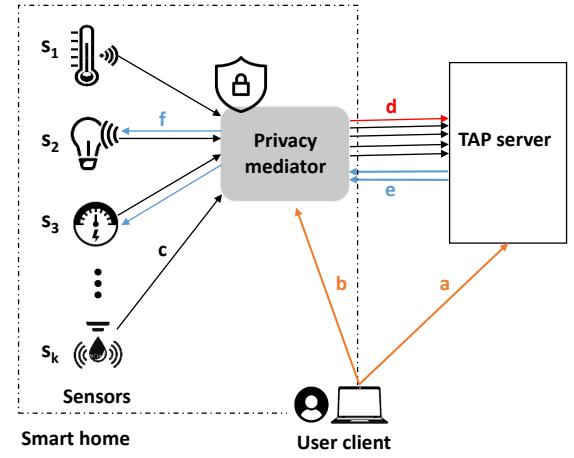 s1
f
d
s2
Privacy
mediator
TAP server
e
s3
c
b
a
sk
Sensors
Smart home
User client